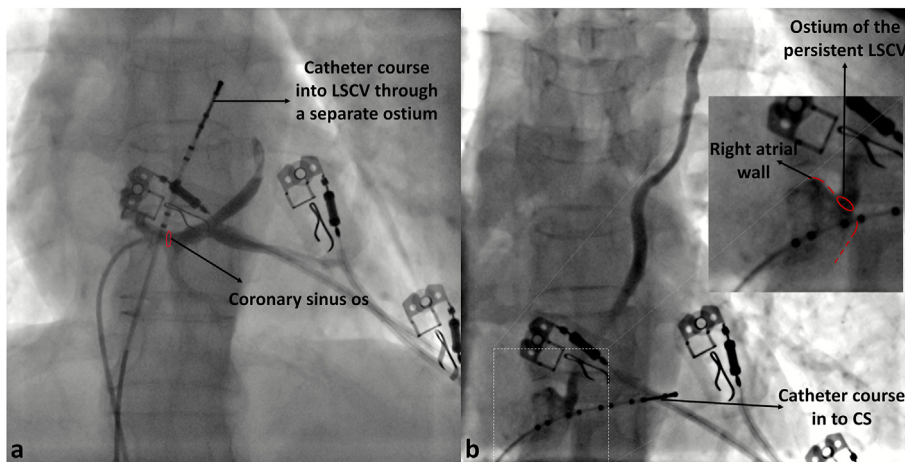 Catheter course
into LSCV through
a separate ostium
Coronary sinus os
a
Ostium of the
persistent LSCV
Right atrial
wall
Catheter course
in to CS
b